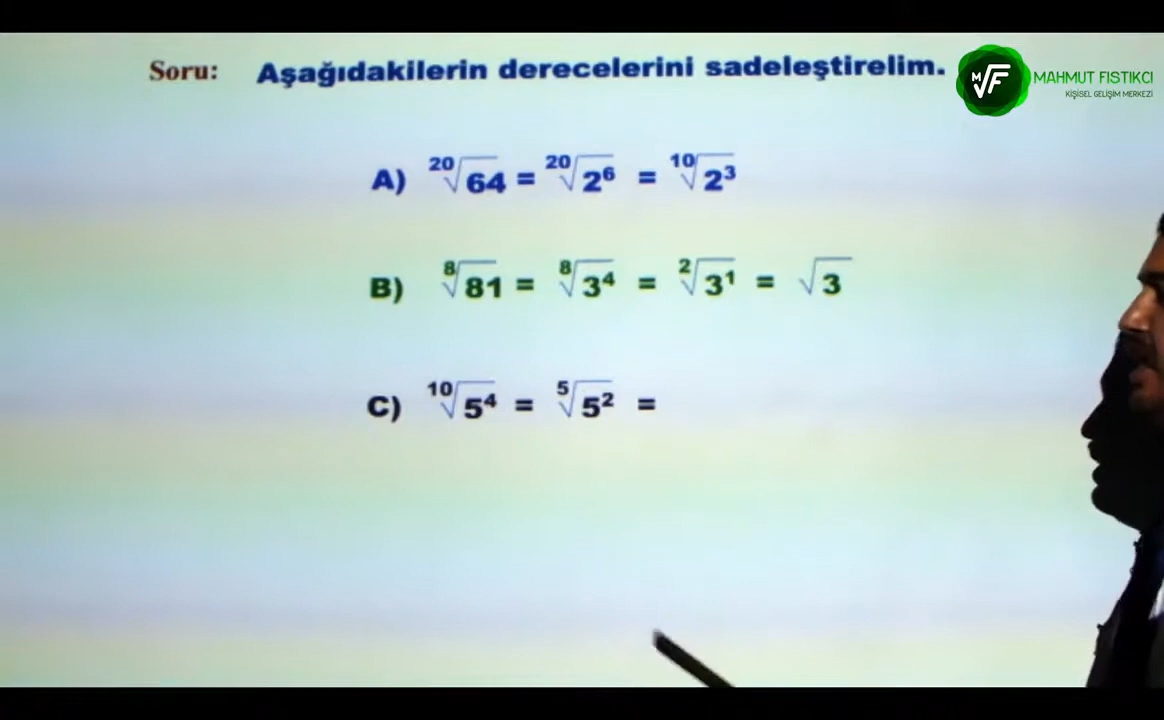 Soru: Aşağıdakilerin derecelerini sadeleştirelim.
MAHMUT FISTIKCI
KİŞİSEL GELİŞİM MERKEZİ
A) ²⁰√64 = ²⁰√2⁶ = ¹⁰√2³
B) ⁸√81 = ⁸√3⁴ = ²√3¹ = √3
C) ¹⁰√5⁴ = ⁵√5² =